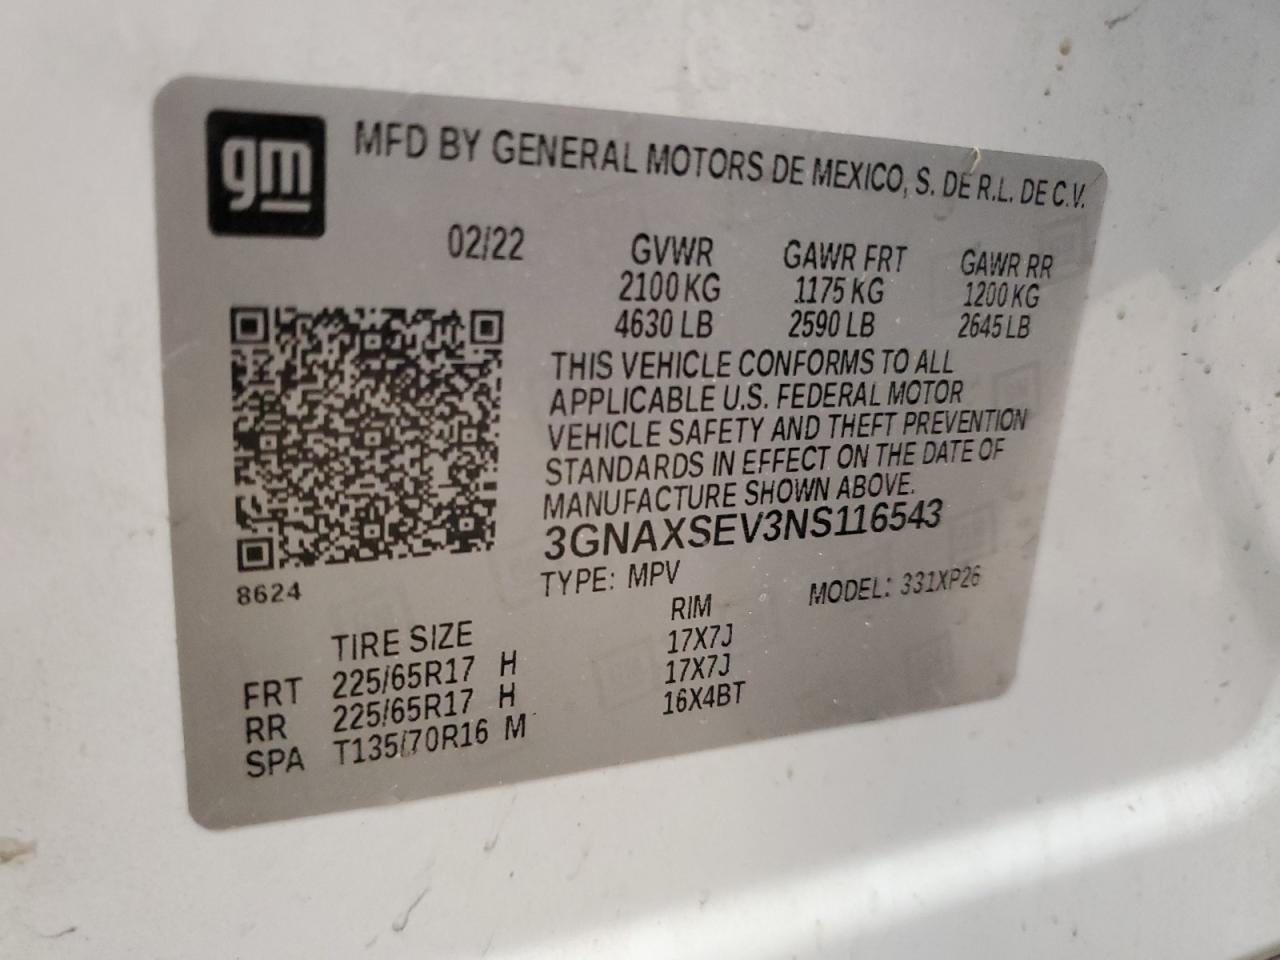 gm
MFD BY GENERAL MOTORS DE MEXICO, S. DE R.L. DE C.V.
02/22 GVWR GAWR FRT GAWR RR
2100 KG 1175 KG 1200 KG
4630 LB 2590 LB 2645 LB
THIS VEHICLE CONFORMS TO ALL
APPLICABLE U.S. FEDERAL MOTOR
VEHICLE SAFETY AND THEFT PREVENTION
STANDARDS IN EFFECT ON THE DATE OF
MANUFACTURE SHOWN ABOVE.
3GNAXSEV3NS116543
8624
TYPE: MPV MODEL: 331XP26
TIRE SIZE RIM
FRT 225/65R17 H 17X7J
RR 225/65R17 H 17X7J
SPA T135/70R16 M 16X4BT